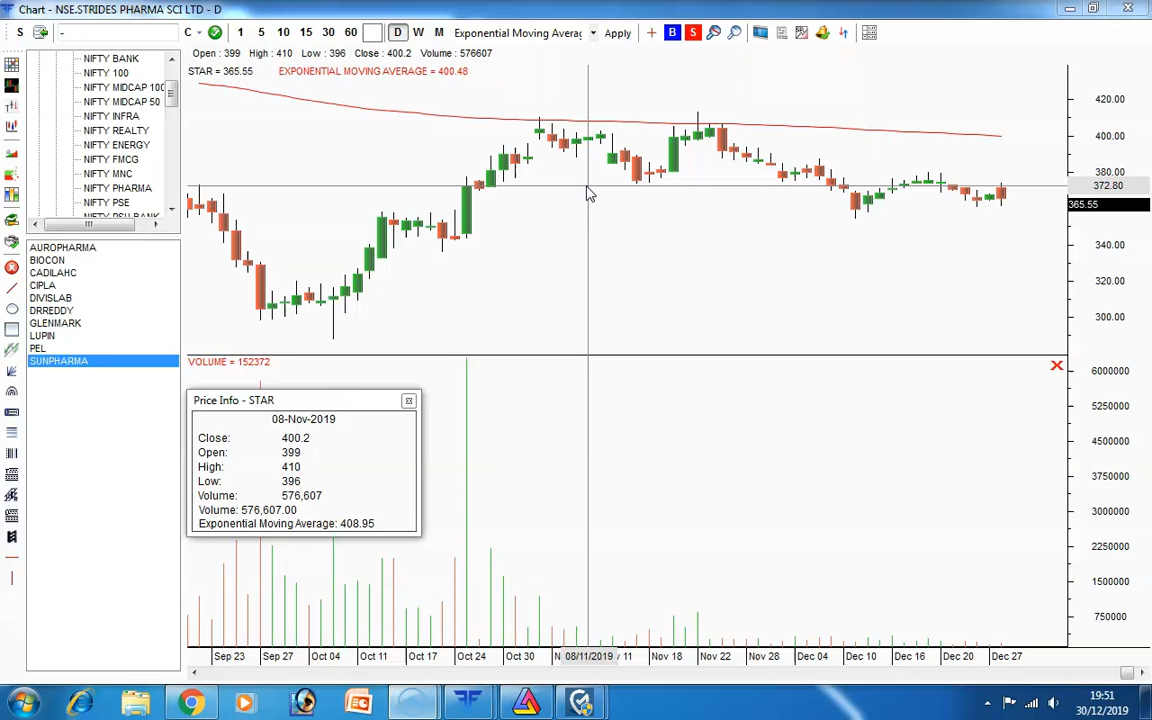 Chart - NSE.STRIDES PHARMA SCI LTD - D
S - C 1 5 10 15 30 60 D W M Exponential Moving Averag Apply B S
Open : 399 High : 410 Low : 396 Close : 400.2 Volume : 576607
STAR = 365.55 EXPONENTIAL MOVING AVERAGE = 400.48
NIFTY BANK
NIFTY 100
NIFTY MIDCAP 100
NIFTY MIDCAP 50
NIFTY INFRA
NIFTY REALTY
NIFTY ENERGY
NIFTY FMCG
NIFTY MNC
NIFTY PHARMA
NIFTY PSE
NIFTY PSU BANK
AUROPHARMA
BIOCON
CADILAHC
CIPLA
DIVISLAB
DRREDDY
GLENMARK
LUPIN
PEL
SUNPHARMA
420.00
400.00
380.00
372.80
365.55
340.00
320.00
300.00
VOLUME = 152372
6000000
5250000
4500000
3750000
3000000
2250000
1500000
750000
Price Info - STAR
08-Nov-2019
Close: 400.2
Open: 399
High: 410
Low: 396
Volume: 576,607
Volume: 576,607.00
Exponential Moving Average: 408.95
Sep 23 Sep 27 Oct 04 Oct 11 Oct 17 Oct 24 Oct 30 N 08/11/2019 11 Nov 18 Nov 22 Nov 28 Dec 04 Dec 10 Dec 16 Dec 20 Dec 27
19:51
30/12/2019